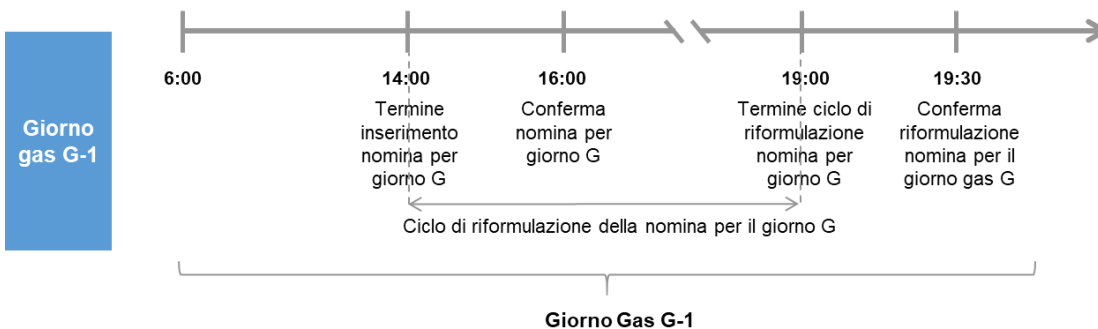 6:00
14:00
16:00
19:00
19:30
Giorno
gas G-1
Termine
inserimento
nomina per
giorno G
Conferma
nomina per
giorno G
Termine ciclo di
riformulazione
nomina per
giorno G
Conferma
riformulazione
nomina per il
giorno gas G
Ciclo di riformulazione della nomina per il giorno G
Giorno Gas G-1